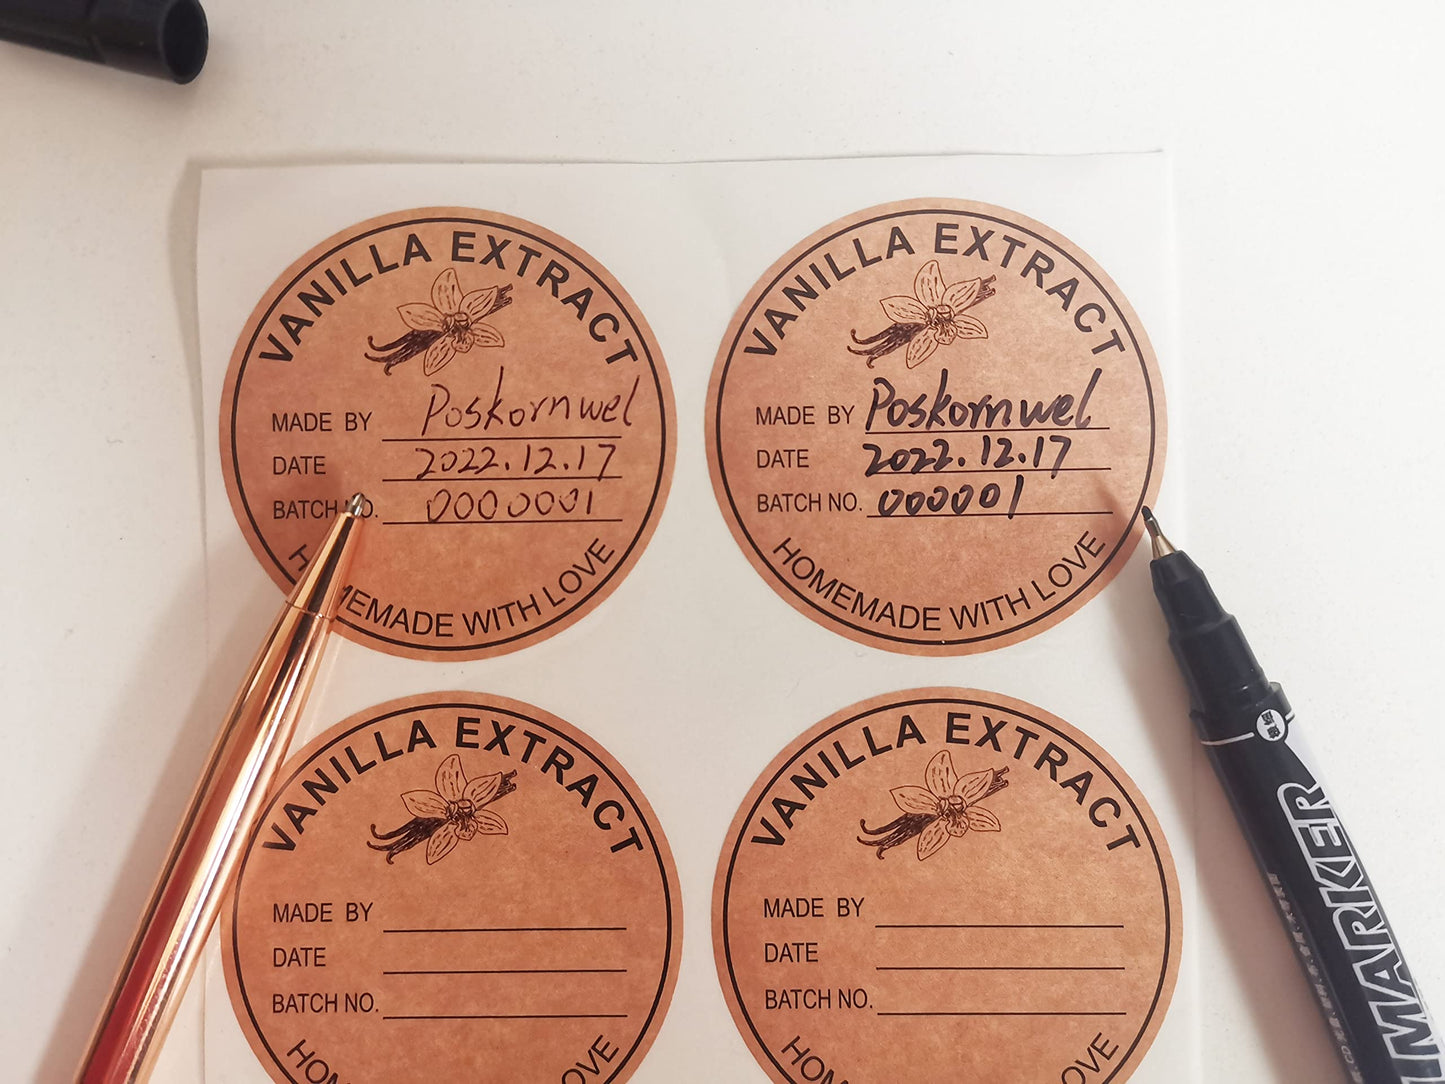 VANILLA EXTRACT
MADE BY Poskornwel
DATE 2022.12.17
BATCH NO. 0000001
MEMADE WITH LOVE
VANILLA EXTRACT
MADE BY Poskornwel
DATE 2022.12.17
BATCH NO. 000001
HOMEMADE WITH LOVE
VANILLA EXTRACT
MADE BY
DATE
BATCH NO.
VANILLA EXTRACT
MADE BY
DATE
BATCH NO.
MARKER